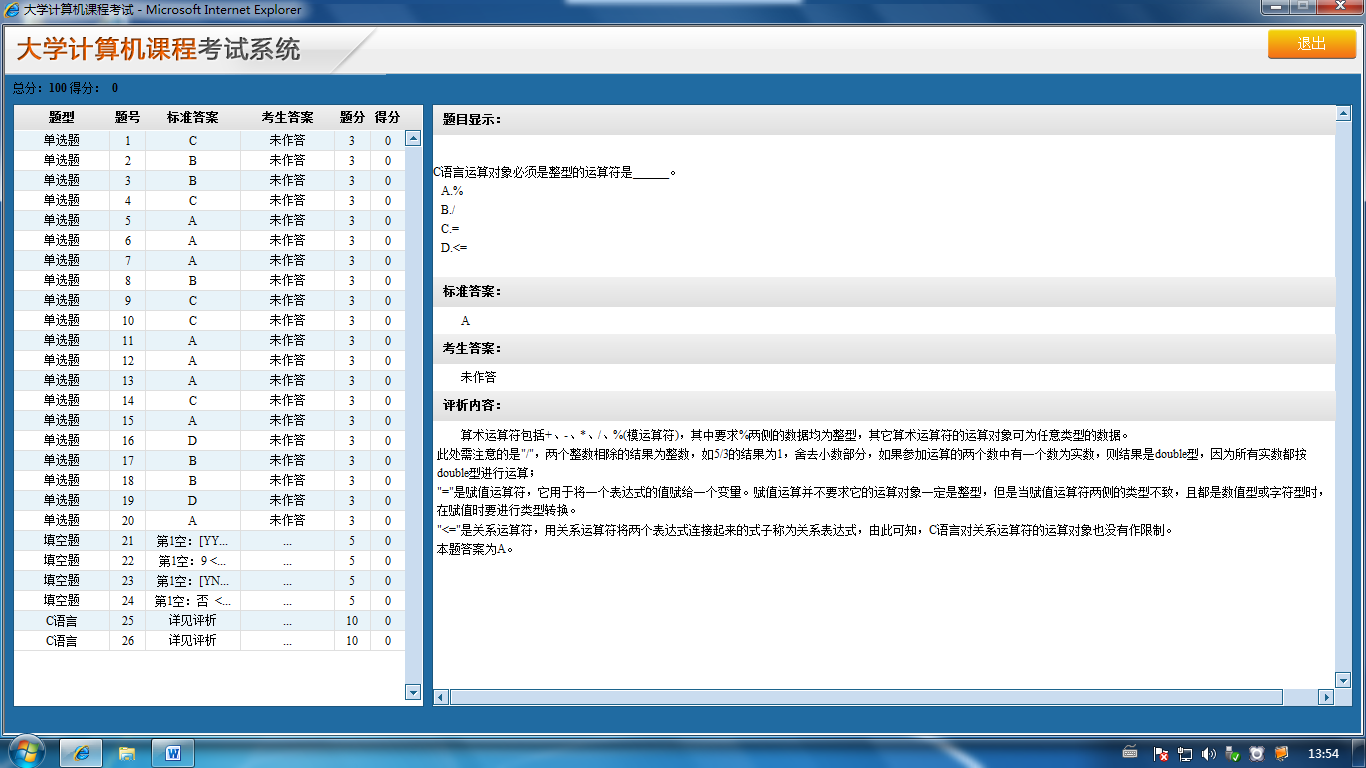 大学计算机课程考试 - Microsoft Internet Explorer
大学计算机课程考试系统
退出
总分：100 得分： 0
题型 题号 标准答案 考生答案 题分 得分
单选题 1 C 未作答 3 0
单选题 2 B 未作答 3 0
单选题 3 B 未作答 3 0
单选题 4 C 未作答 3 0
单选题 5 A 未作答 3 0
单选题 6 A 未作答 3 0
单选题 7 A 未作答 3 0
单选题 8 B 未作答 3 0
单选题 9 C 未作答 3 0
单选题 10 C 未作答 3 0
单选题 11 A 未作答 3 0
单选题 12 A 未作答 3 0
单选题 13 A 未作答 3 0
单选题 14 C 未作答 3 0
单选题 15 A 未作答 3 0
单选题 16 D 未作答 3 0
单选题 17 B 未作答 3 0
单选题 18 B 未作答 3 0
单选题 19 D 未作答 3 0
单选题 20 A 未作答 3 0
填空题 21 第1空：[YY... ... 5 0
填空题 22 第1空：9 <... ... 5 0
填空题 23 第1空：[YN... ... 5 0
填空题 24 第1空：否 <... ... 5 0
C语言 25 详见评析 ... 10 0
C语言 26 详见评析 ... 10 0
题目显示：
C语言运算对象必须是整型的运算符是______。
A.%
B./
C.=
D.<=
标准答案：
A
考生答案：
未作答
评析内容：
算术运算符包括+、-、*、/、%(模运算符)，其中要求%两侧的数据均为整型，其它算术运算符的运算对象可为任意类型的数据。
此处需注意的是"/"，两个整数相除的结果为整数，如5/3的结果为1，舍去小数部分，如果参加运算的两个数中有一个数为实数，则结果是double型，因为所有实数都按
double型进行运算；
"="是赋值运算符，它用于将一个表达式的值赋给一个变量。赋值运算并不要求它的运算对象一定是整型，但是当赋值运算符两侧的类型不致，且都是数值型或字符型时，
在赋值时要进行类型转换。
"<="是关系运算符，用关系运算符将两个表达式连接起来的式子称为关系表达式，由此可知，C语言对关系运算符的运算对象也没有作限制。
本题答案为A。
13:54